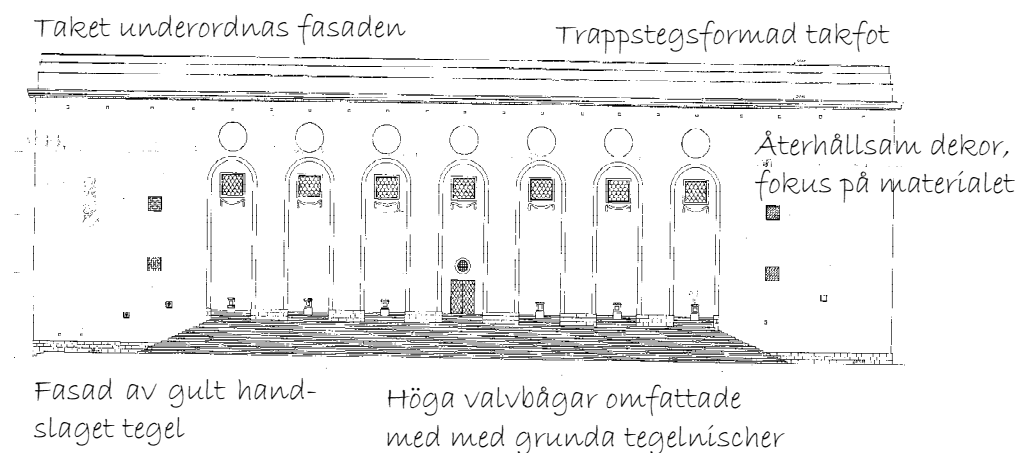 Taket underordnas fasaden
Trappstegsformad takfot
Återhållsam dekor,
fokus på materialet
Fasad av gult hand-
slaget tegel
Höga valvbågar omfattade
med med grunda tegelnischer